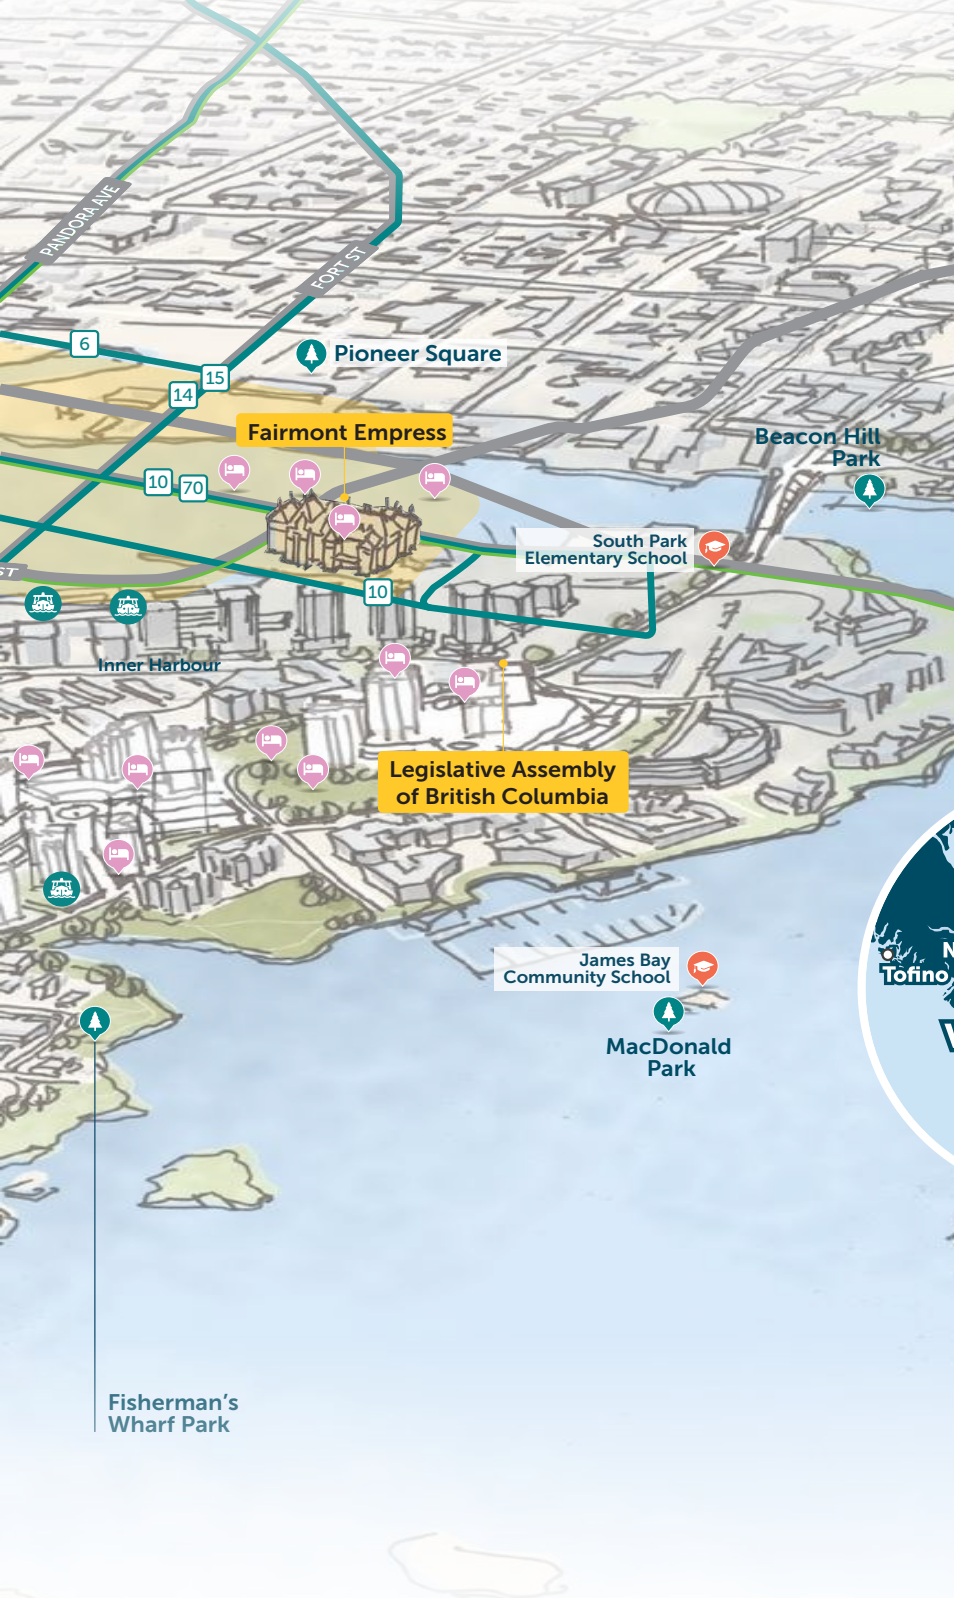 PANDORA AVE
FORT ST
6
15
14
Pioneer Square
Fairmont Empress
Beacon Hill
Park
10
70
South Park
Elementary School
ST
10
Inner Harbour
Legislative Assembly
of British Columbia
James Bay
Community School
MacDonald
Park
N
Tofino
Fisherman's
Wharf Park